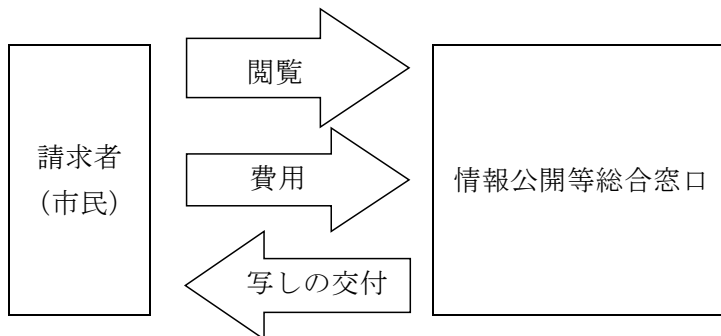 請求者
(市民)
閲覧
費用
写しの交付
情報公開等総合窓口